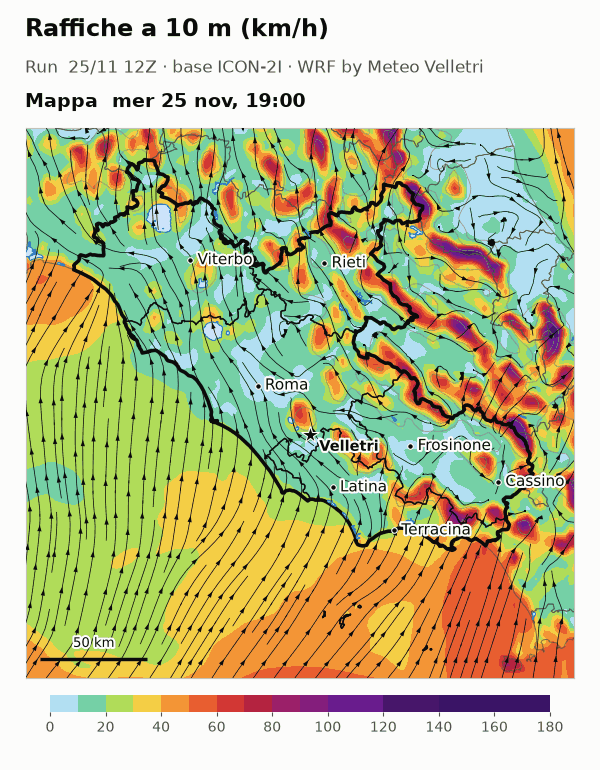 Raffiche a 10 m (km/h)
Run  25/11 12Z · base ICON-2I · WRF by Meteo Velletri
Mappa  mer 25 nov, 19:00
Viterbo
Rieti
Roma
Velletri
Frosinone
Latina
Cassino
Terracina
50 km
0 20 40 60 80 100 120 140 160 180